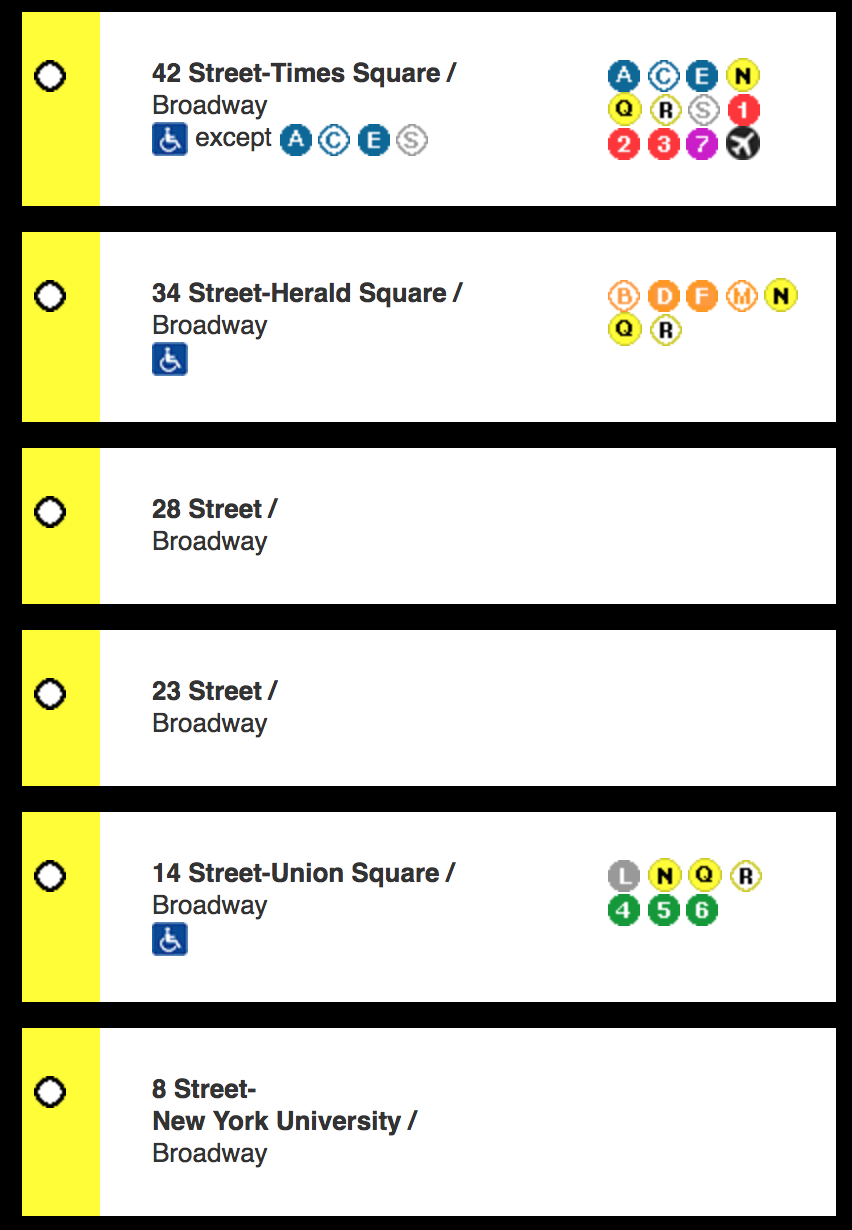 42 Street-Times Square /
A C E N
Broadway
Q R S 1
except A C E S
2 3 7
34 Street-Herald Square /
B D F M N
Broadway
Q R
28 Street /
Broadway
23 Street /
Broadway
14 Street-Union Square /
L N Q R
Broadway
4 5 6
8 Street-
New York University /
Broadway